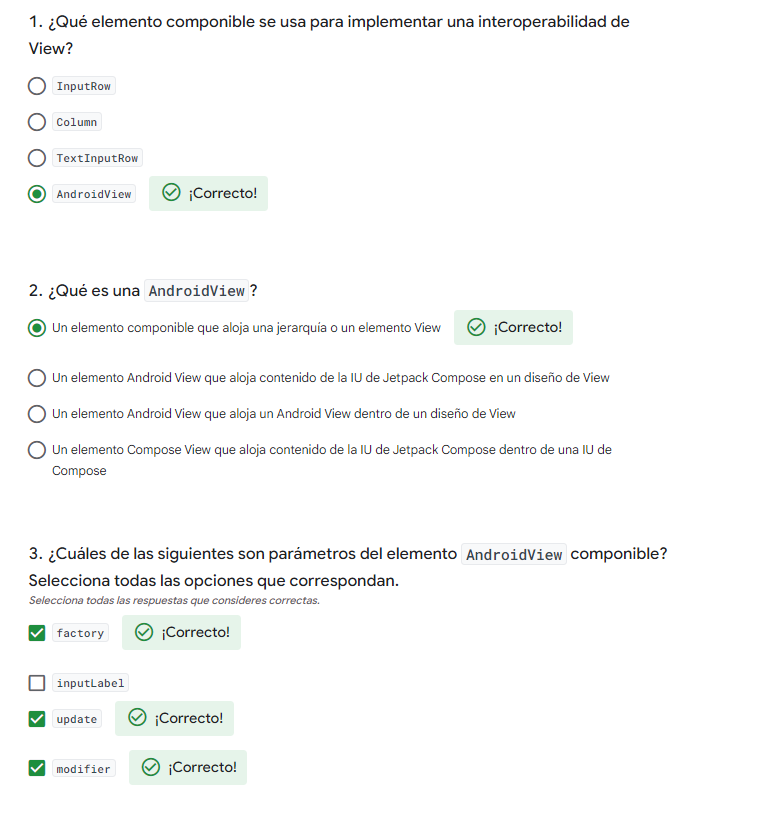 1. ¿Qué elemento componible se usa para implementar una interoperabilidad de
View?
InputRow
Column
TextInputRow
AndroidView ¡Correcto!
2. ¿Qué es una AndroidView?
Un elemento componible que aloja una jerarquía o un elemento View ¡Correcto!
Un elemento Android View que aloja contenido de la IU de Jetpack Compose en un diseño de View
Un elemento Android View que aloja un Android View dentro de un diseño de View
Un elemento Compose View que aloja contenido de la IU de Jetpack Compose dentro de una IU de
Compose
3. ¿Cuáles de las siguientes son parámetros del elemento AndroidView componible?
Selecciona todas las opciones que correspondan.
Selecciona todas las respuestas que consideres correctas.
factory ¡Correcto!
inputLabel
update ¡Correcto!
modifier ¡Correcto!